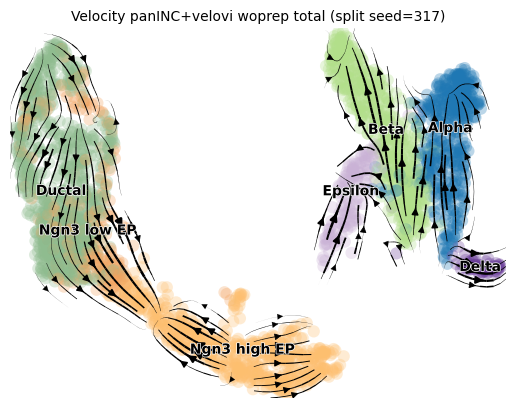 Velocity panINC+velovi woprep total (split seed=317)
Beta
Alpha
Ductal
Epsilon
Ngn3 low EP
Delta
Ngn3 high EP